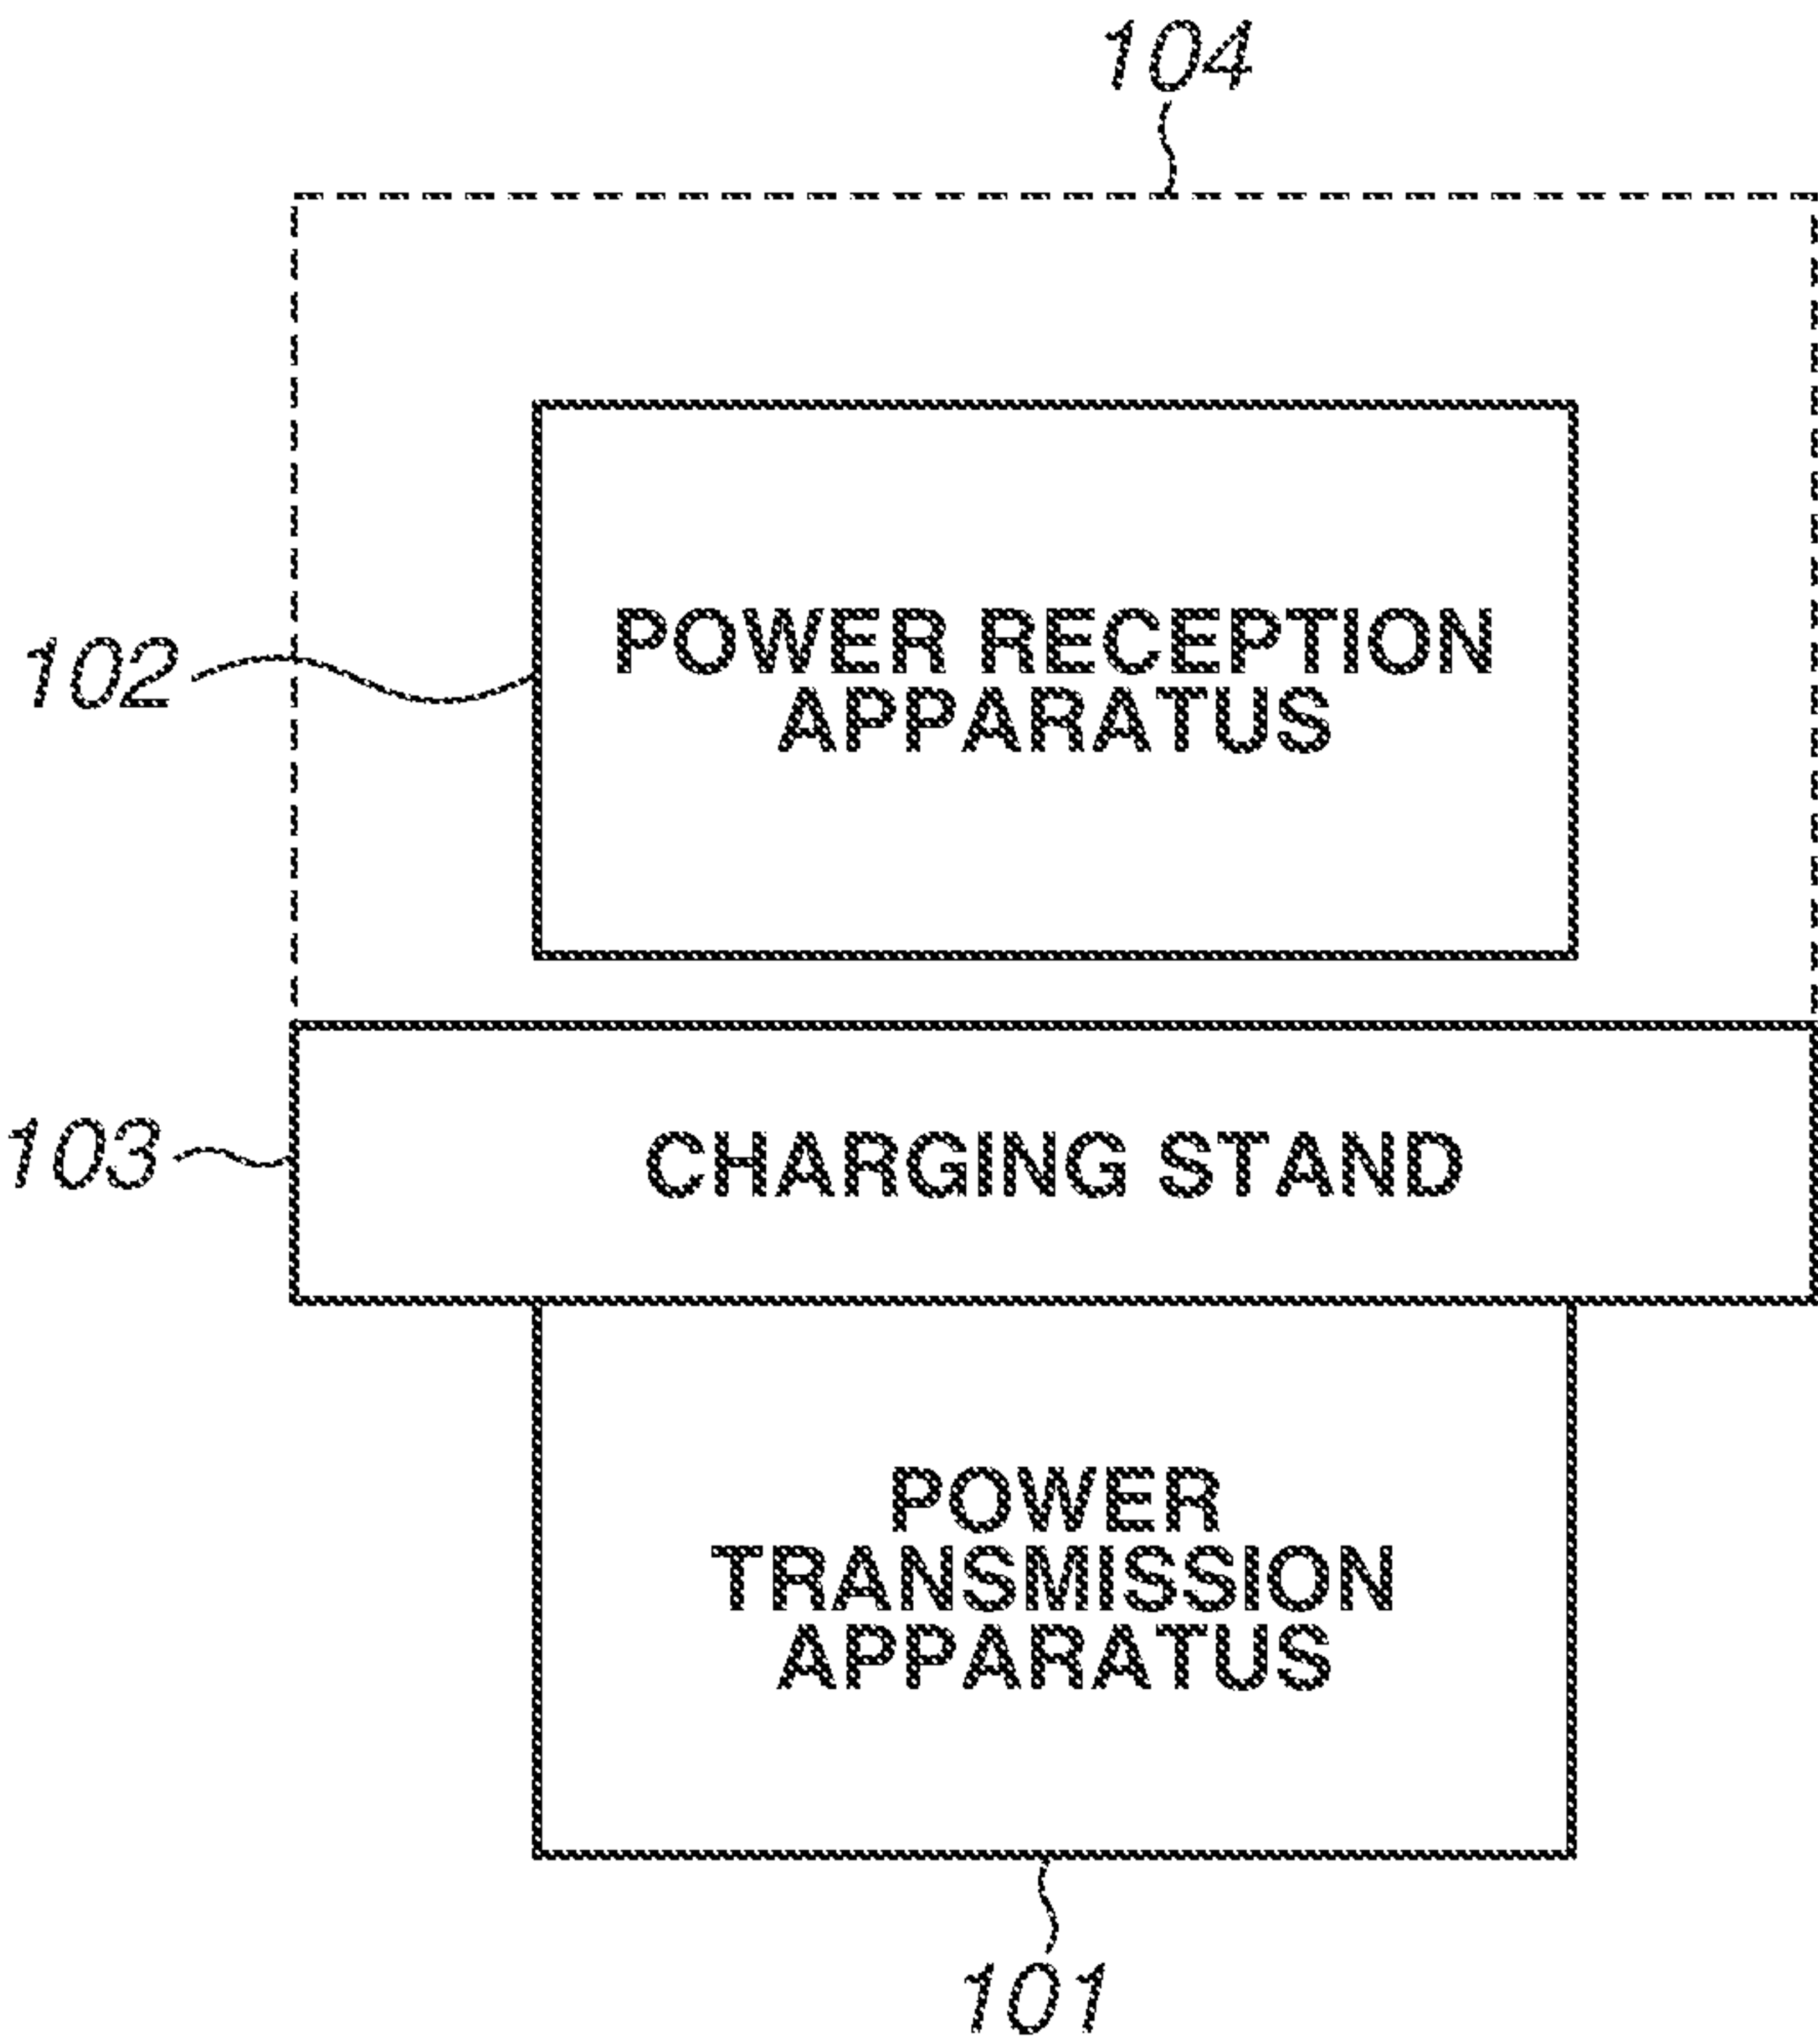 104
POWER RECEPTION
APPARATUS
102
CHARGING STAND
103
POWER
TRANSMISSION
APPARATUS
101